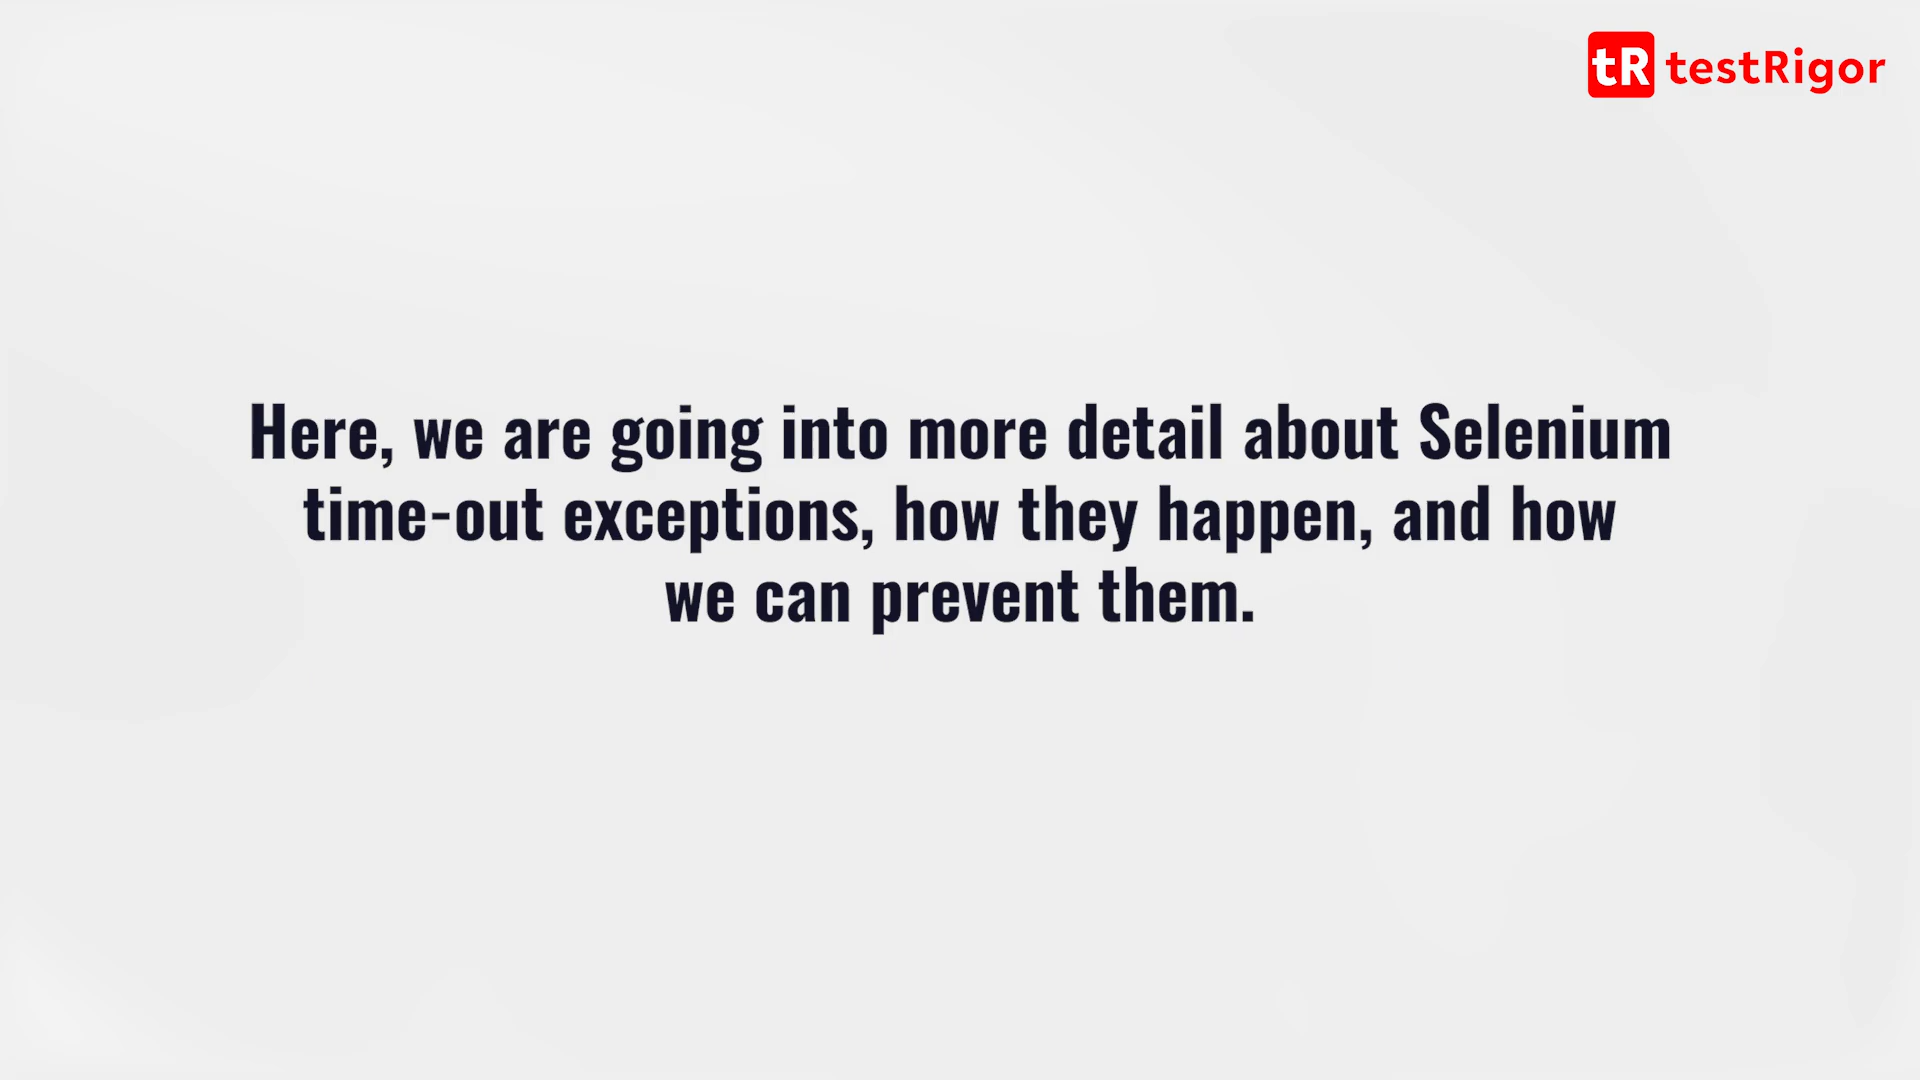 tR testRigor
Here, we are going into more detail about Selenium
time-out exceptions, how they happen, and how
we can prevent them.